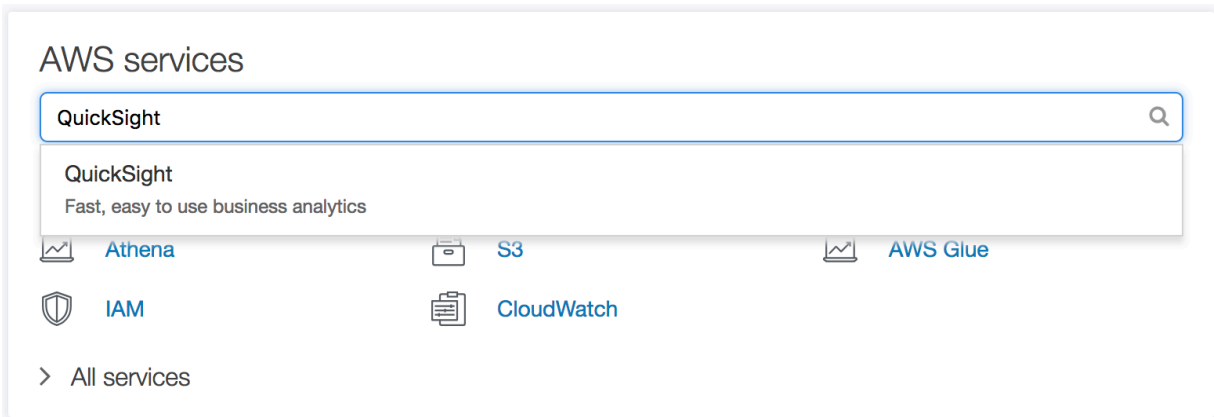 AWS services
QuickSight
QuickSight
Fast, easy to use business analytics
Athena S3 AWS Glue
IAM CloudWatch
All services